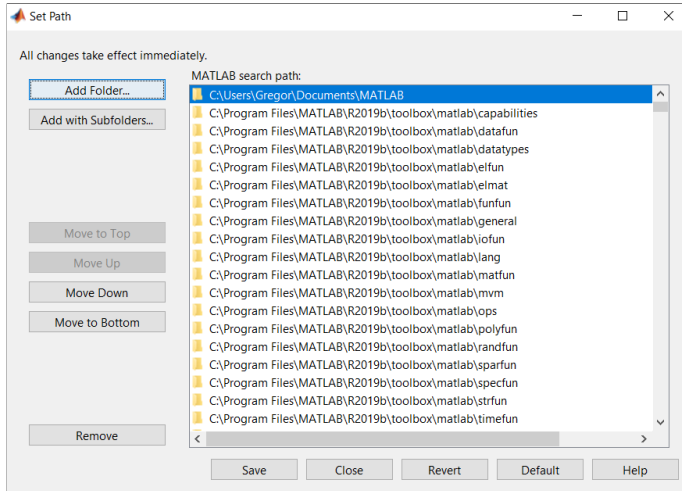 Set Path
All changes take effect immediately.
MATLAB search path:
Add Folder...
Add with Subfolders...
Move to Top
Move Up
Move Down
Move to Bottom
Remove
C:\Users\Gregor\Documents\MATLAB
C:\Program Files\MATLAB\R2019b\toolbox\matlab\capabilities
C:\Program Files\MATLAB\R2019b\toolbox\matlab\datafun
C:\Program Files\MATLAB\R2019b\toolbox\matlab\datatypes
C:\Program Files\MATLAB\R2019b\toolbox\matlab\elfun
C:\Program Files\MATLAB\R2019b\toolbox\matlab\elmat
C:\Program Files\MATLAB\R2019b\toolbox\matlab\funfun
C:\Program Files\MATLAB\R2019b\toolbox\matlab\general
C:\Program Files\MATLAB\R2019b\toolbox\matlab\iofun
C:\Program Files\MATLAB\R2019b\toolbox\matlab\lang
C:\Program Files\MATLAB\R2019b\toolbox\matlab\matfun
C:\Program Files\MATLAB\R2019b\toolbox\matlab\mvm
C:\Program Files\MATLAB\R2019b\toolbox\matlab\ops
C:\Program Files\MATLAB\R2019b\toolbox\matlab\polyfun
C:\Program Files\MATLAB\R2019b\toolbox\matlab\randfun
C:\Program Files\MATLAB\R2019b\toolbox\matlab\sparfun
C:\Program Files\MATLAB\R2019b\toolbox\matlab\specfun
C:\Program Files\MATLAB\R2019b\toolbox\matlab\strfun
C:\Program Files\MATLAB\R2019b\toolbox\matlab\timefun
Save
Close
Revert
Default
Help